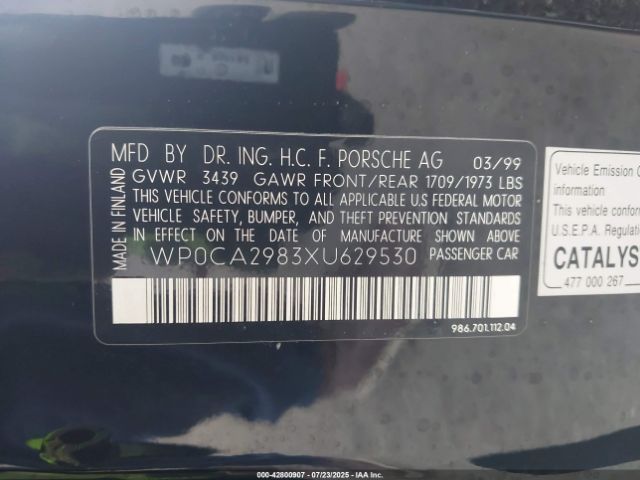 MFD BY DR. ING. H.C. F. PORSCHE AG 03/99
GVWR 3439 GAWR FRONT/REAR 1709/1973 LBS
THIS VEHICLE CONFORMS TO ALL APPLICABLE U.S FEDERAL MOTOR
VEHICLE SAFETY, BUMPER, AND THEFT PREVENTION STANDARDS
IN EFFECT ON THE DATE OF MANUFACTURE SHOWN ABOVE
WP0CA2983XU629530 PASSENGER CAR
MADE IN FINLAND
986.701.112.04
Vehicle Emission C
information
This vehicle conform
U.S.E.P.A. Regulation
CATALYS
477 000 267
000-42800907 - 07/23/2025 - IAA Inc.